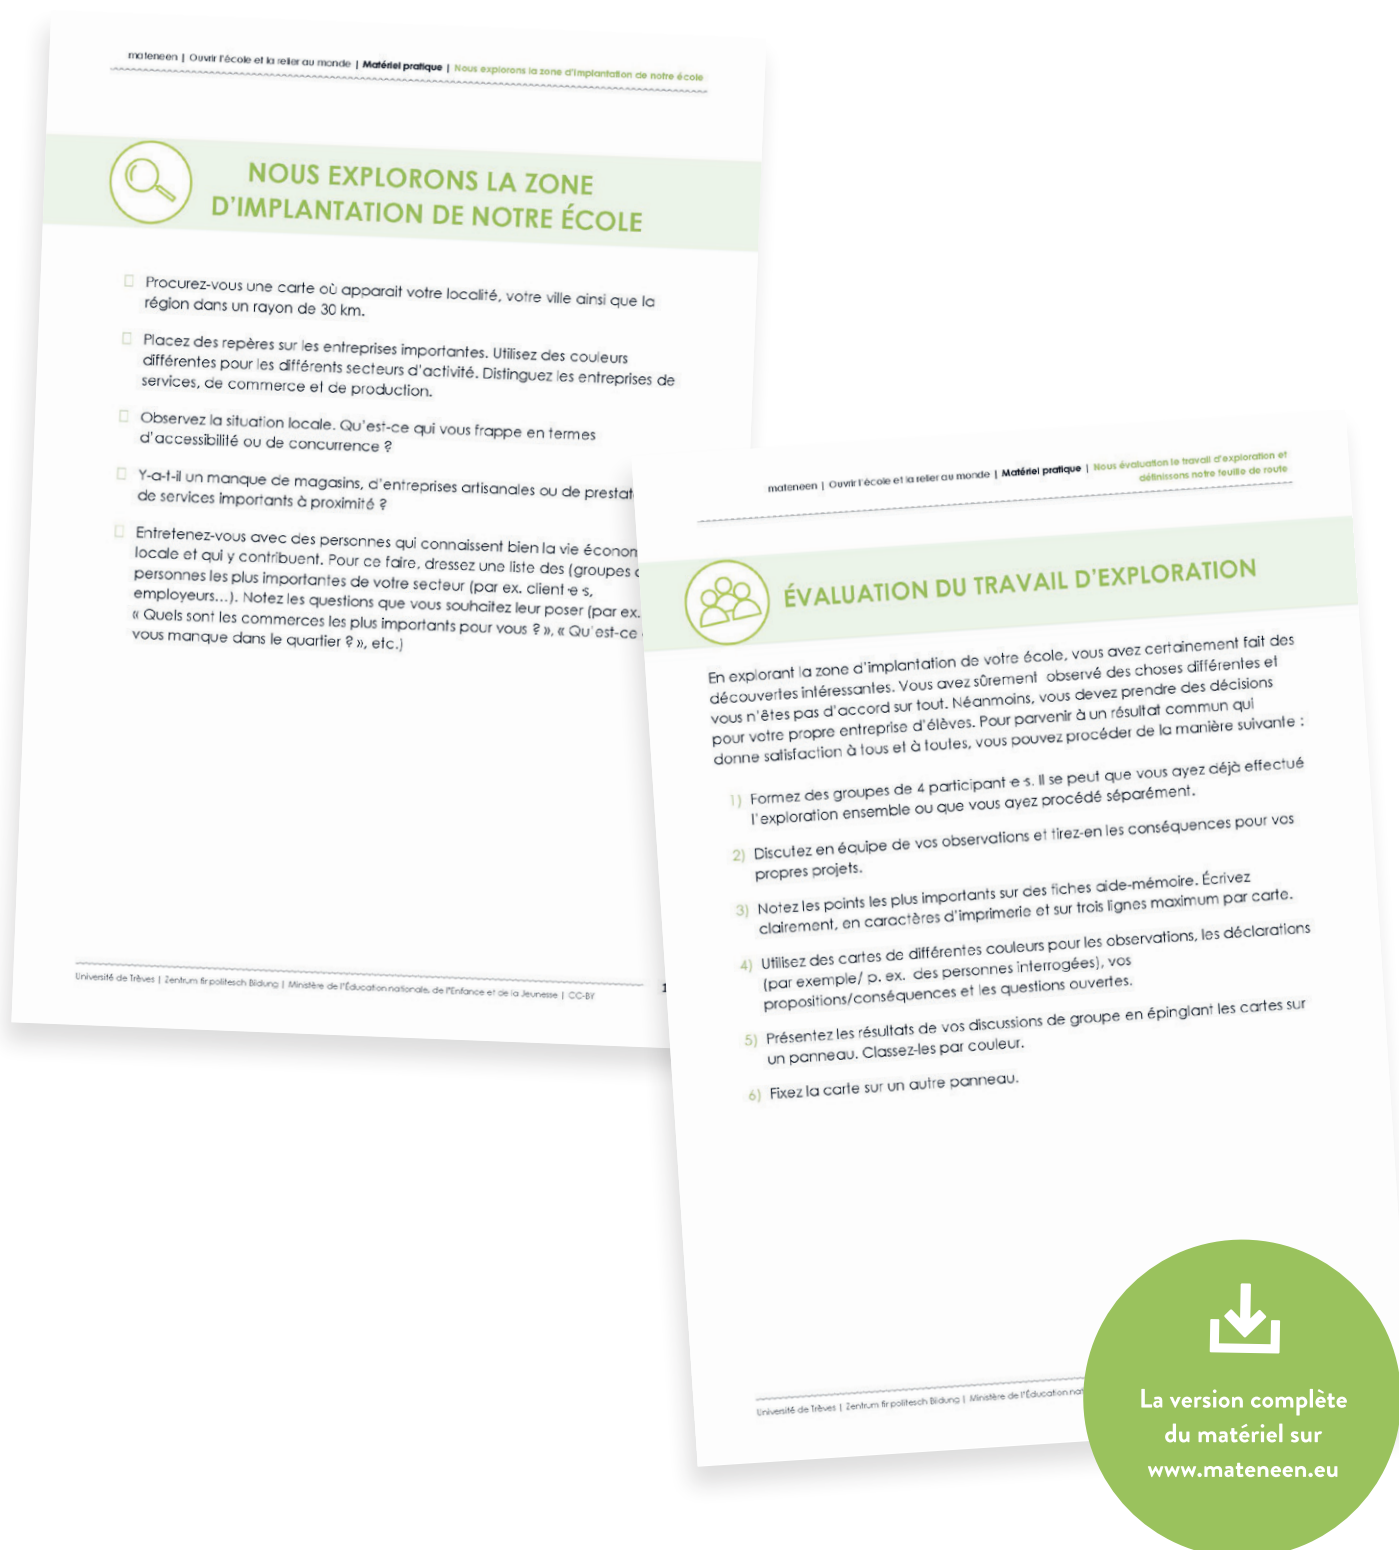 mateneen | Ouvrir l'école et la relier au monde | Matériel pratique | Nous explorons la zone d'implantation de notre école
NOUS EXPLORONS LA ZONE
D'IMPLANTATION DE NOTRE ÉCOLE
Procurez-vous une carte où apparait votre localité, votre ville ainsi que la
région dans un rayon de 30 km.
Placez des repères sur les entreprises importantes. Utilisez des couleurs
différentes pour les différents secteurs d'activité. Distinguez les entreprises de
services, de commerce et de production.
Observez la situation locale. Qu'est-ce qui vous frappe en termes
d'accessibilité ou de concurrence ?
Y-a-t-il un manque de magasins, d'entreprises artisanales ou de
de services importants à proximité ?
Entretenez-vous avec des personnes qui connaissent bien la vie
locale et qui y contribuent. Pour ce faire, dressez une liste des (groupes
personnes les plus importantes de votre secteur (par ex. client·e·s,
employeurs…). Notez les questions que vous souhaitez leur poser (par ex.
« Quels sont les commerces les plus importants pour vous ? », « Qu'est-ce
vous manque dans le quartier ? », etc.)
Université de Trèves | Zentrum fir politesch Bildung | Ministère de l'Éducation nationale, de l'Enfance et de la Jeunesse | CC-BY 1
mateneen | Ouvrir l'école et la relier au monde | Matériel pratique | Nous évaluation le travail d'exploration et
définissons notre feuille de route
ÉVALUATION DU TRAVAIL D'EXPLORATION
En explorant la zone d'implantation de votre école, vous avez certainement fait des
découvertes intéressantes. Vous avez sûrement observé des choses différentes et
vous n'êtes pas d'accord sur tout. Néanmoins, vous devez prendre des décisions
pour votre propre entreprise d'élèves. Pour parvenir à un résultat commun qui
donne satisfaction à tous et à toutes, vous pouvez procéder de la manière suivante :
1) Formez des groupes de 4 participant·e·s. Il se peut que vous ayez déjà effectué
l'exploration ensemble ou que vous ayez procédé séparément.
2) Discutez en équipe de vos observations et tirez-en les conséquences pour vos
propres projets.
3) Notez les points les plus importants sur des fiches aide-mémoire. Écrivez
clairement, en caractères d'imprimerie et sur trois lignes maximum par carte.
4) Utilisez des cartes de différentes couleurs pour les observations, les déclarations
(par exemple/ p. ex. des personnes interrogées), vos
propositions/conséquences et les questions ouvertes.
5) Présentez les résultats de vos discussions de groupe en épinglant les cartes sur
un panneau. Classez-les par couleur.
6) Fixez la carte sur un autre panneau.
Université de Trèves | Zentrum fir politesch Bildung | Ministère de l'Éducation
La version complète
du matériel sur
www.mateneen.eu